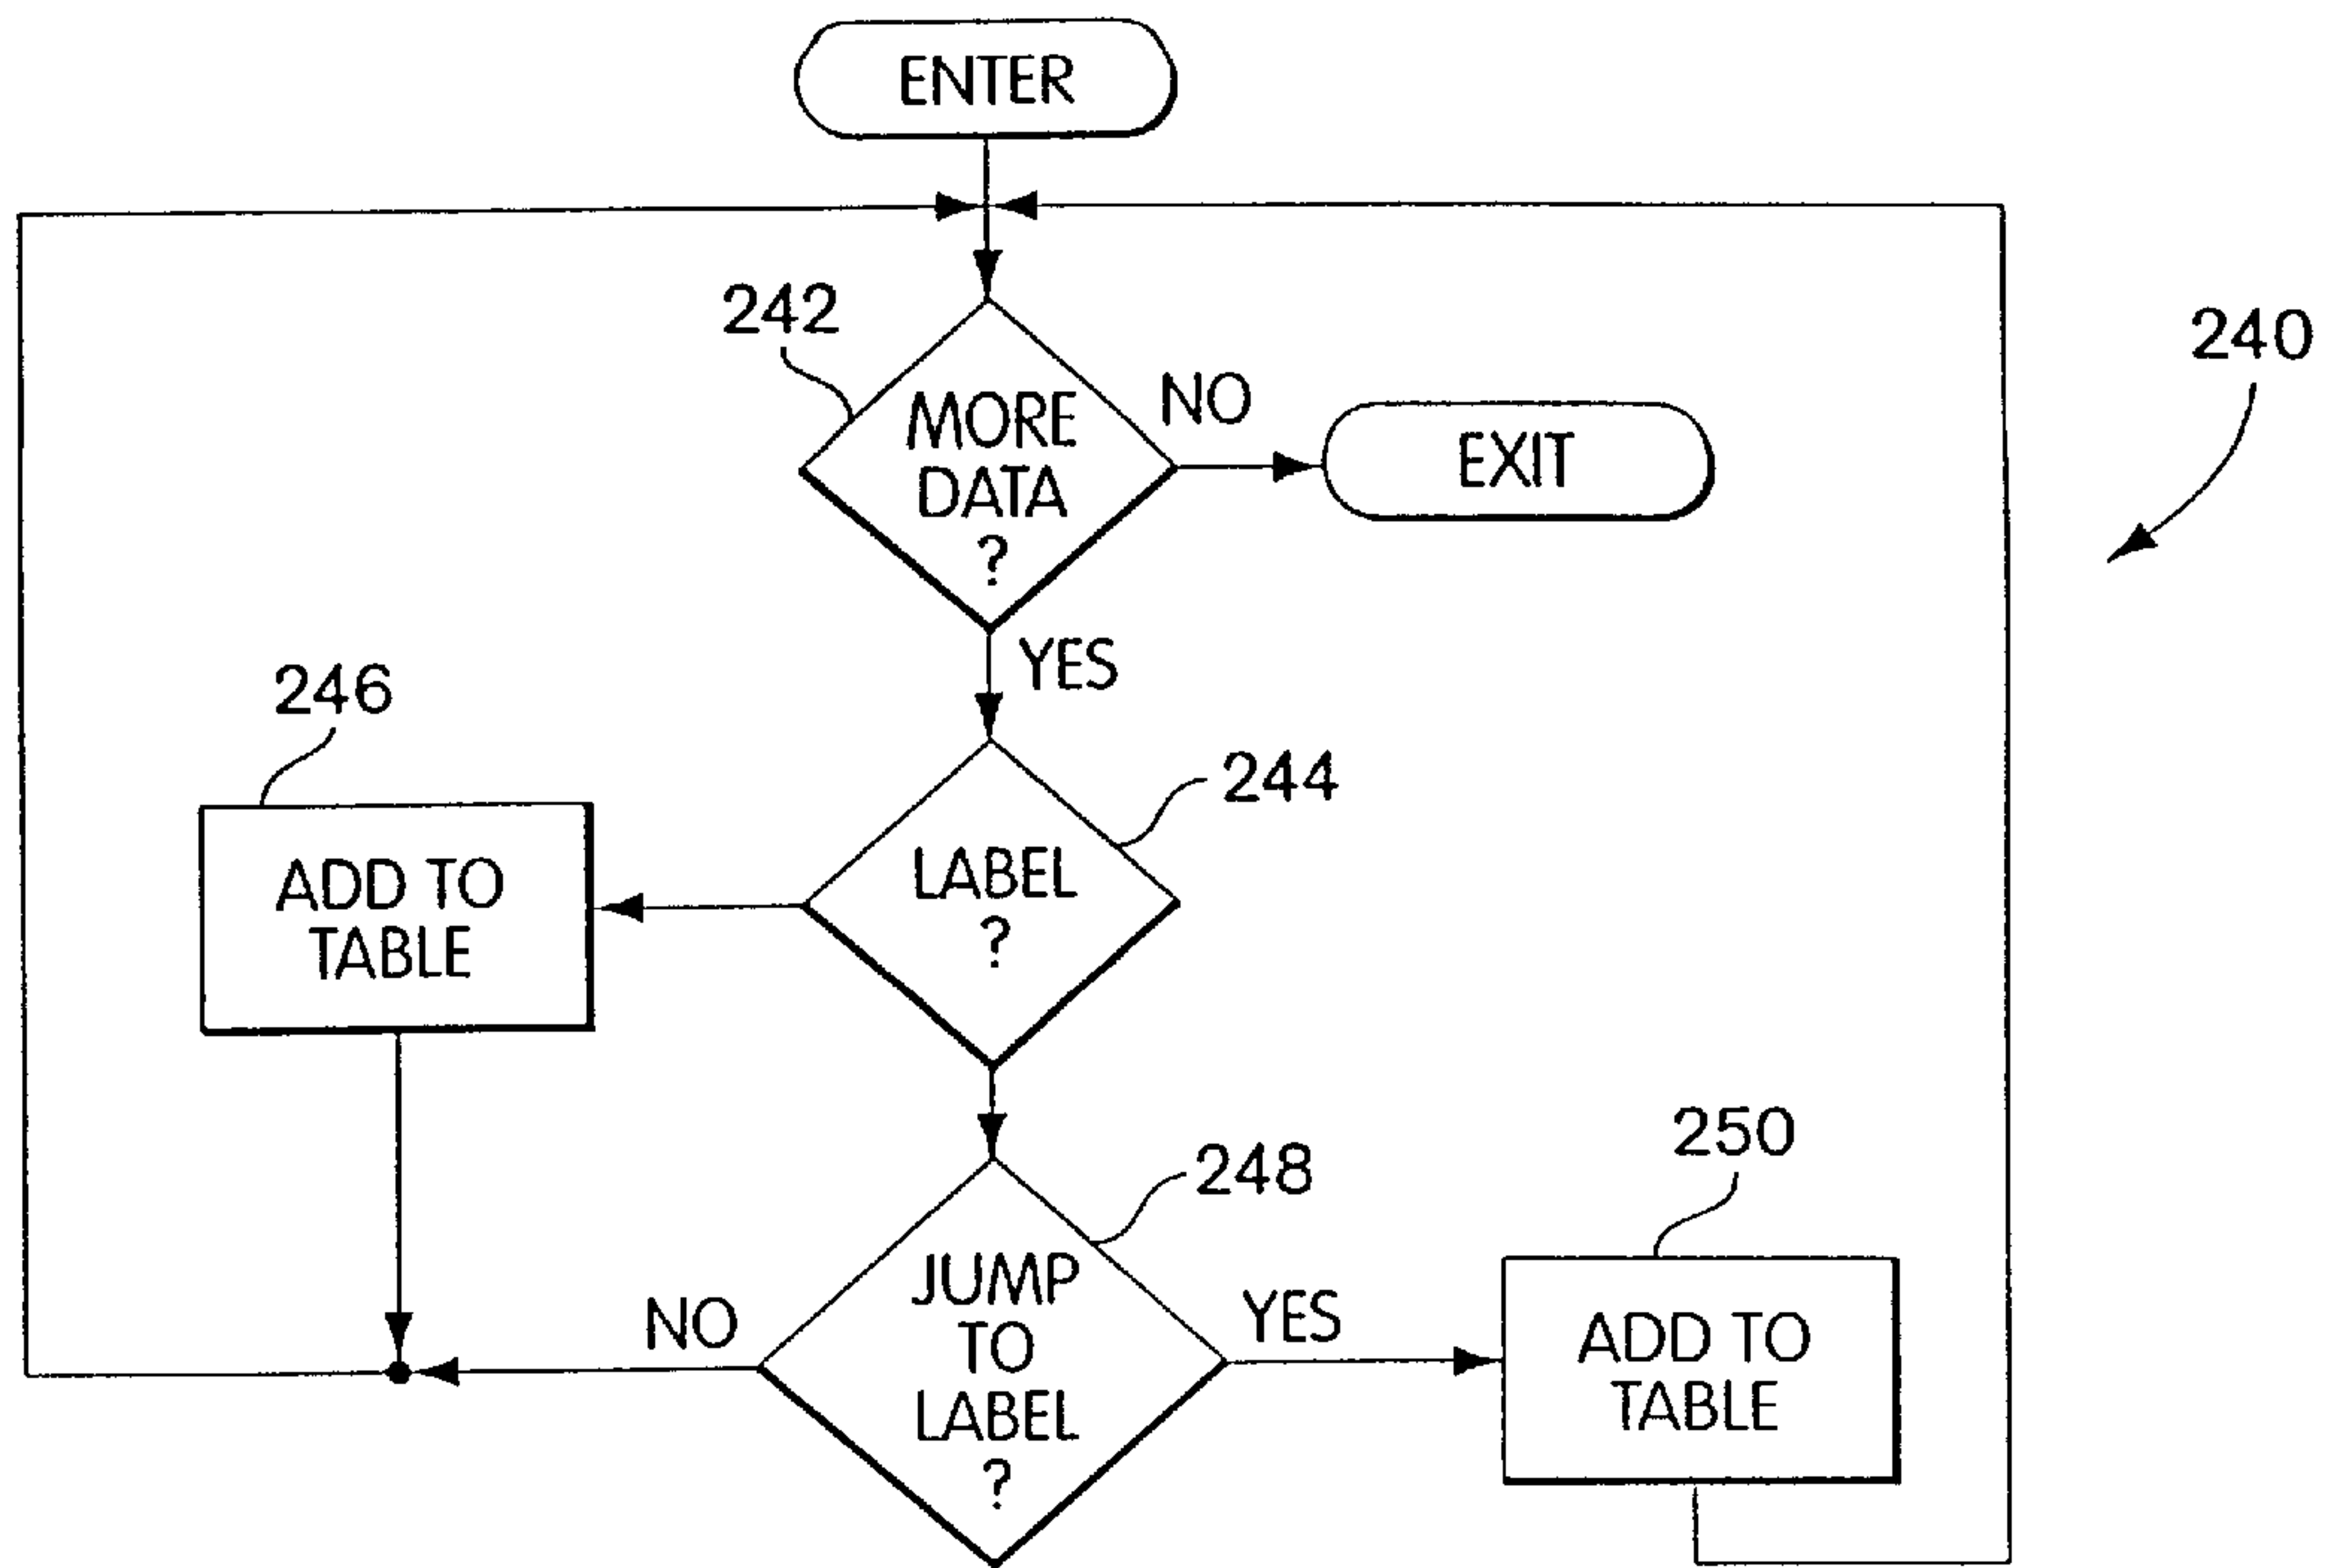 ENTER
242
MORE
DATA
?
NO
EXIT
240
YES
246
244
ADD TO
TABLE
LABEL
?
248
250
JUMP
TO
LABEL
?
NO
YES
ADD TO
TABLE